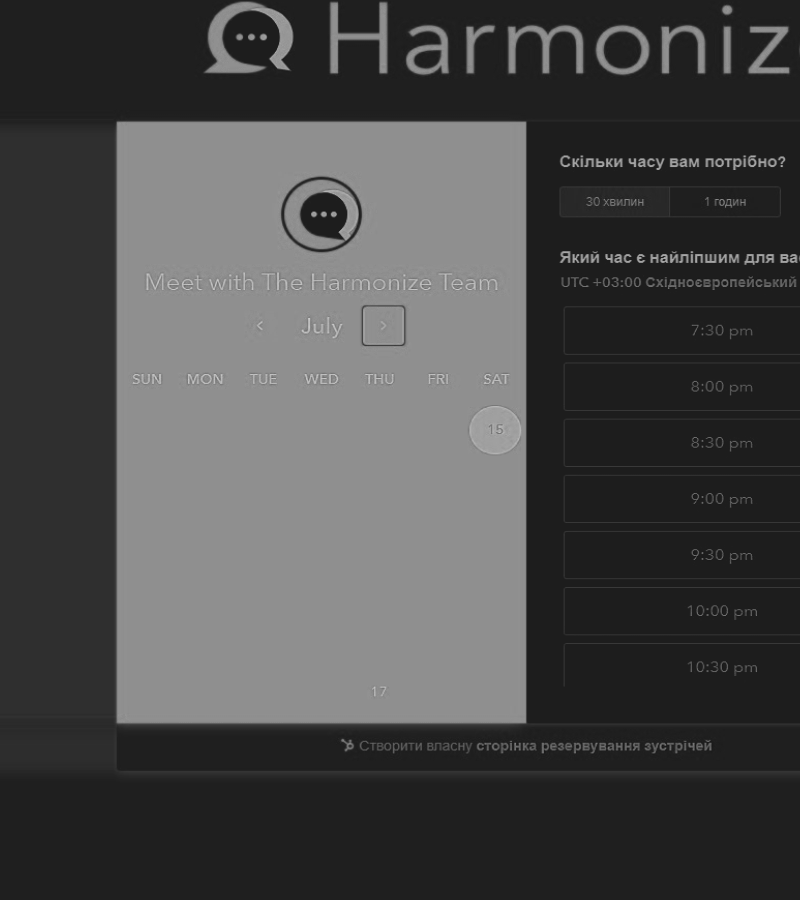 Harmoniz
Meet with The Harmonize Team
July
SUN MON TUE WED THU FRI SAT
15
17
Скільки часу вам потрібно?
30 хвилин 1 годин
Який час є найліпшим для ва
UTC +03:00 Східноєвропейський
7:30 pm
8:00 pm
8:30 pm
9:00 pm
9:30 pm
10:00 pm
10:30 pm
Створити власну сторінка резервування зустрічей